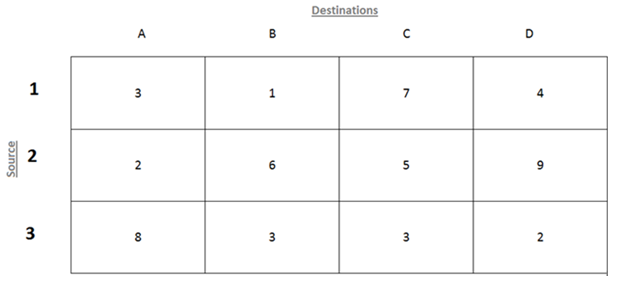 Destinations
A B C D
1 3 1 7 4
Source
2 2 6 5 9
3 8 3 3 2